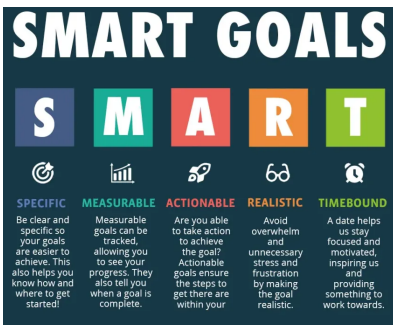 SMART GOALS
S M A R T
SPECIFIC
Be clear and
specific so
your goals
are easier to
achieve. This
also helps you
know how and
where to get
started!
MEASURABLE
Measurable
goals can be
tracked,
allowing you
to see your
progress. They
also tell you
when a goal is
complete.
ACTIONABLE
Are you able
to take action
to achieve
the goal?
Actionable
goals ensure
the steps to
get there are
within your
REALISTIC
Avoid
overwhelm
and
unnecessary
stress and
frustration
by making
the goal
realistic.
TIMEBOUND
A date helps
us stay
focused and
motivated,
inspiring us
and
providing
something to
work towards.